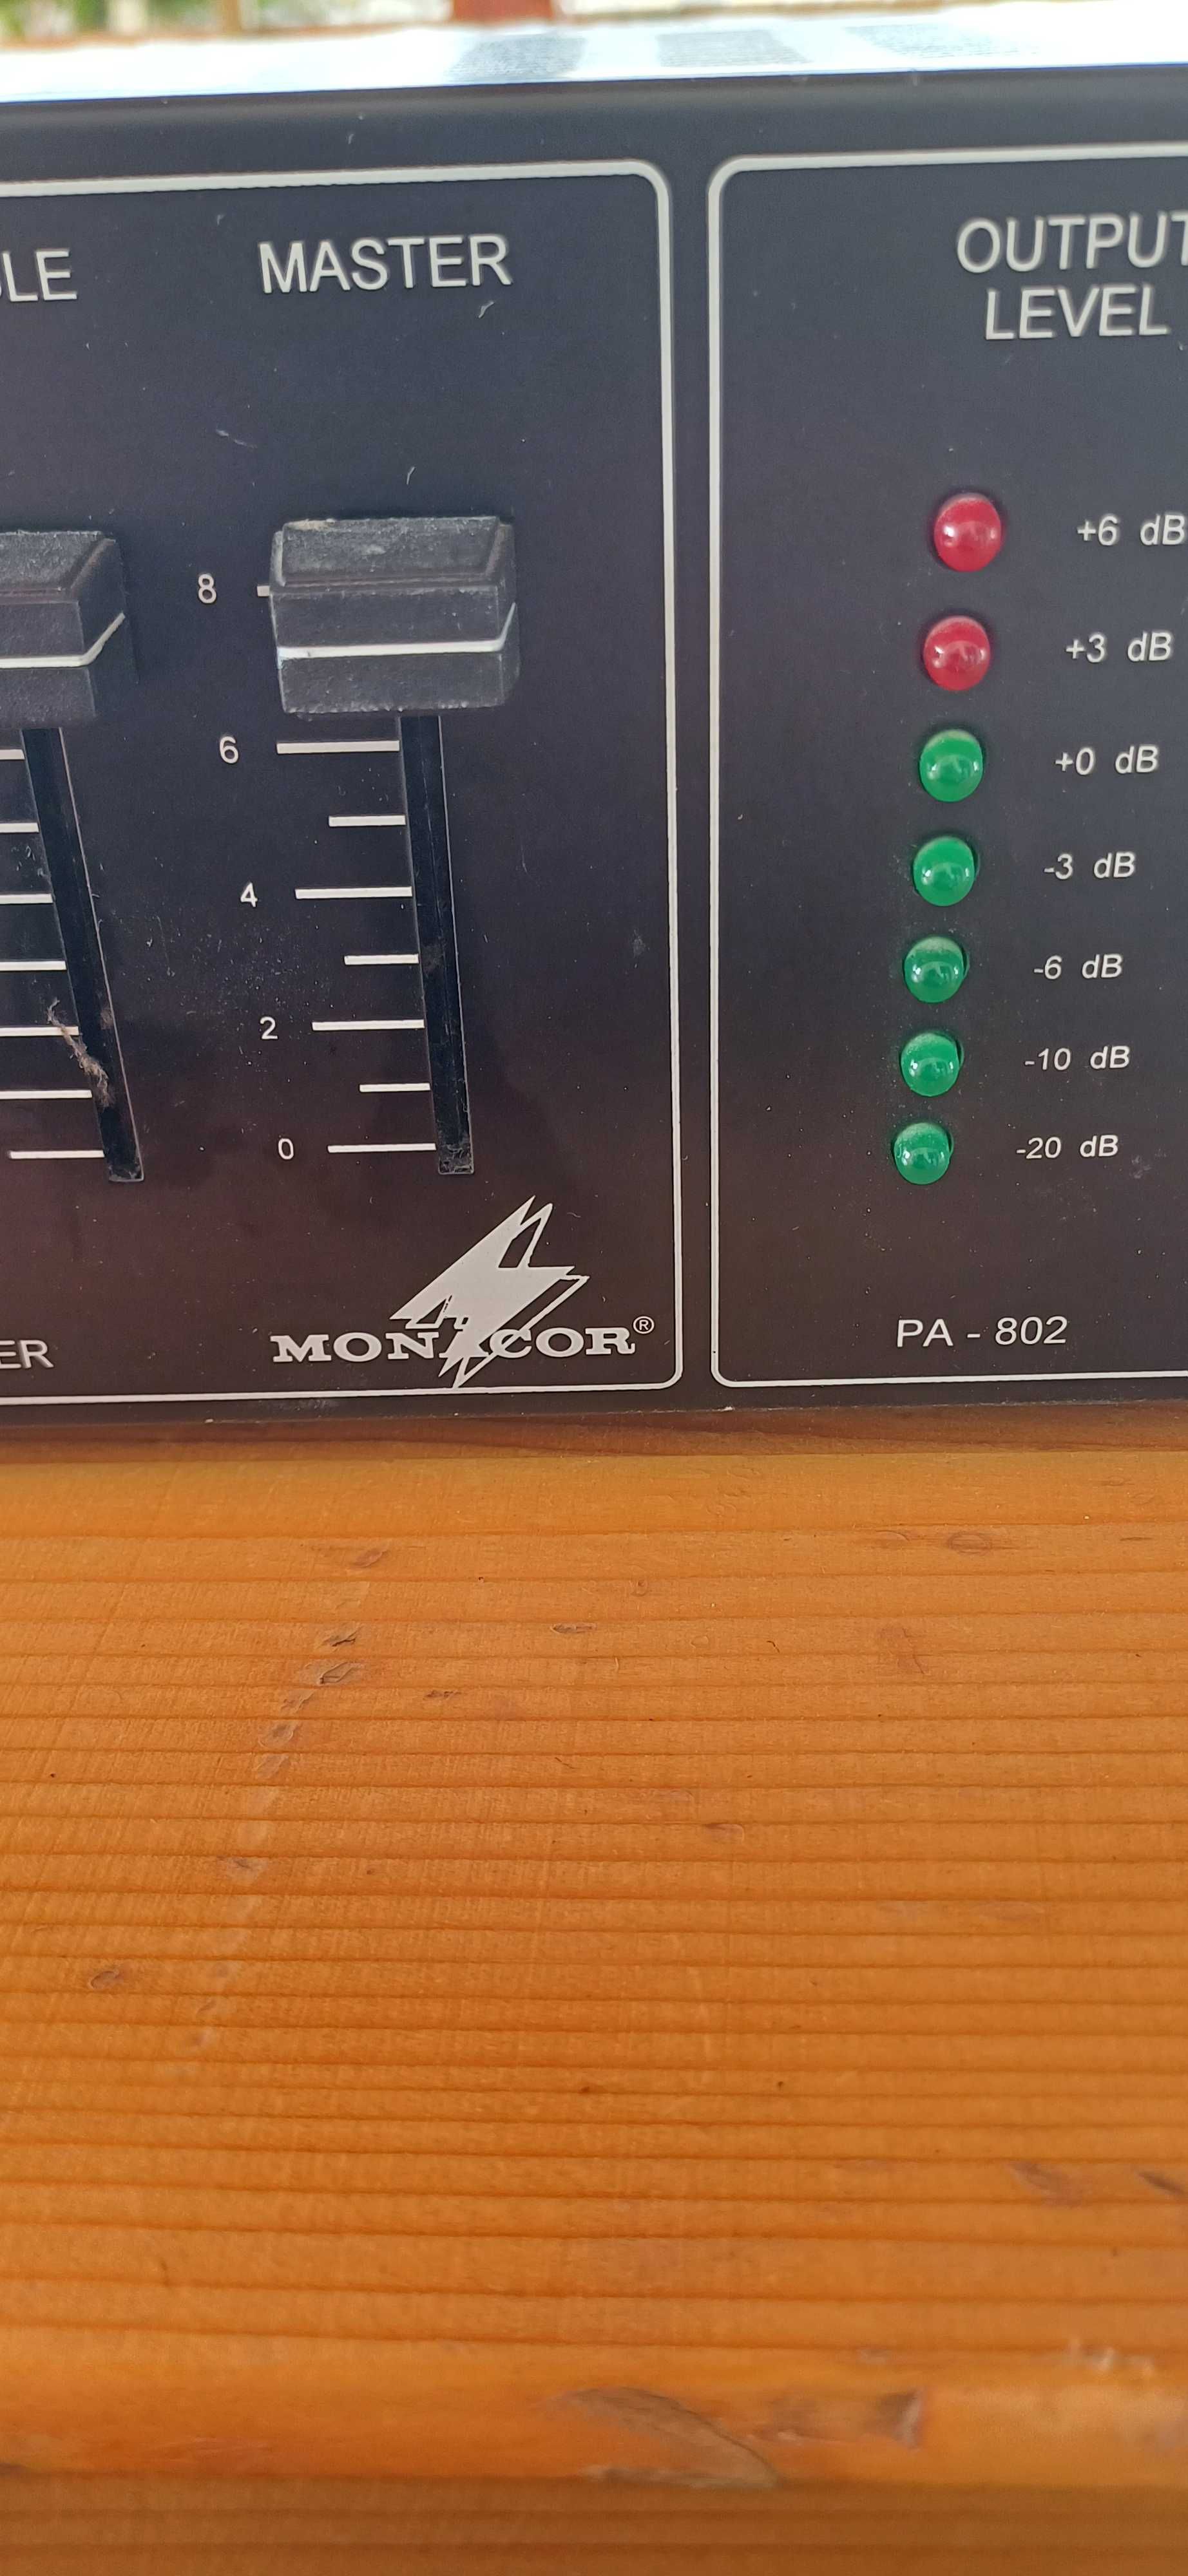 LE
MASTER
8
6
4
2
0
ER
MONACOR®
OUTPUT
LEVEL
+6 dB
+3 dB
+0 dB
-3 dB
-6 dB
-10 dB
-20 dB
PA - 802